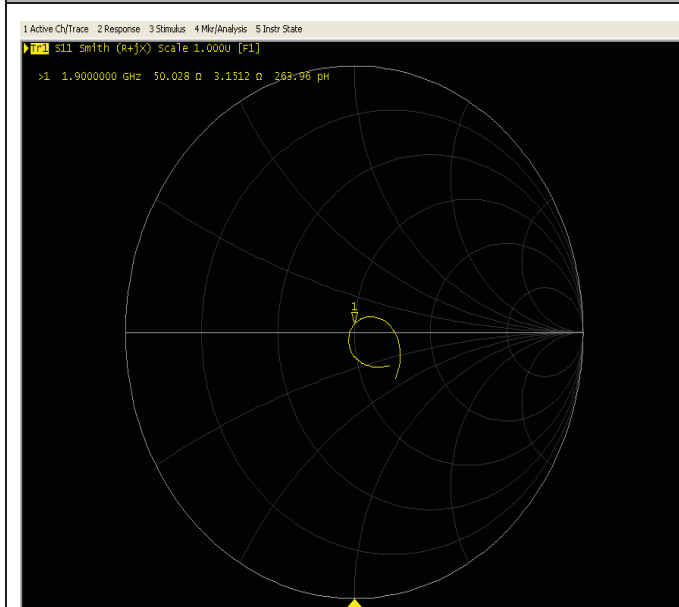 1 Active Ch/Trace 2 Response 3 Stimulus 4 Mkr/Analysis 5 Instr State
Tr1 S11 Smith (R+jX) Scale 1.000U [F1]
>1 1.9000000 GHz 50.028 Ω 3.1512 Ω 263.96 pH
1